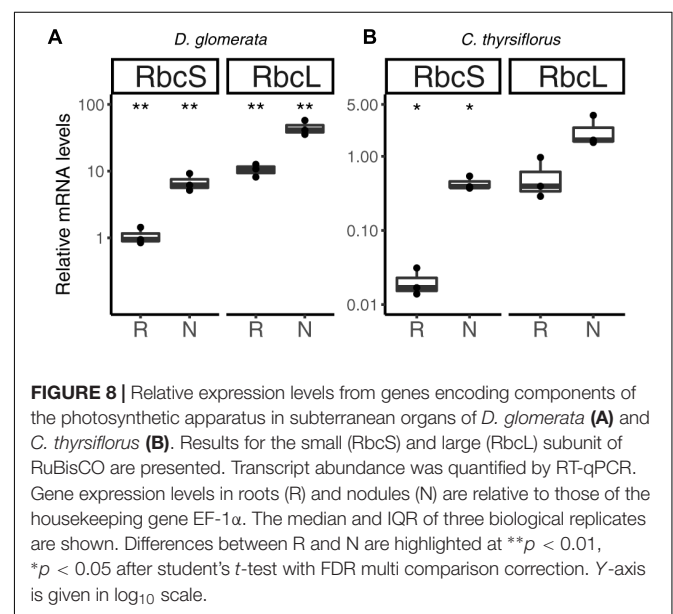 A D. glomerata B C. thyrsiflorus
RbcS RbcL RbcS RbcL
** ** ** ** * *
Relative mRNA levels
100
10
1
5.00
1.00
0.10
0.01
R N R N R N R N
FIGURE 8 | Relative expression levels from genes encoding components of
the photosynthetic apparatus in subterranean organs of D. glomerata (A) and
C. thyrsiflorus (B). Results for the small (RbcS) and large (RbcL) subunit of
RuBisCO are presented. Transcript abundance was quantified by RT-qPCR.
Gene expression levels in roots (R) and nodules (N) are relative to those of the
housekeeping gene EF-1α. The median and IQR of three biological replicates
are shown. Differences between R and N are highlighted at **p < 0.01,
*p < 0.05 after student's t-test with FDR multi comparison correction. Y-axis
is given in log10 scale.